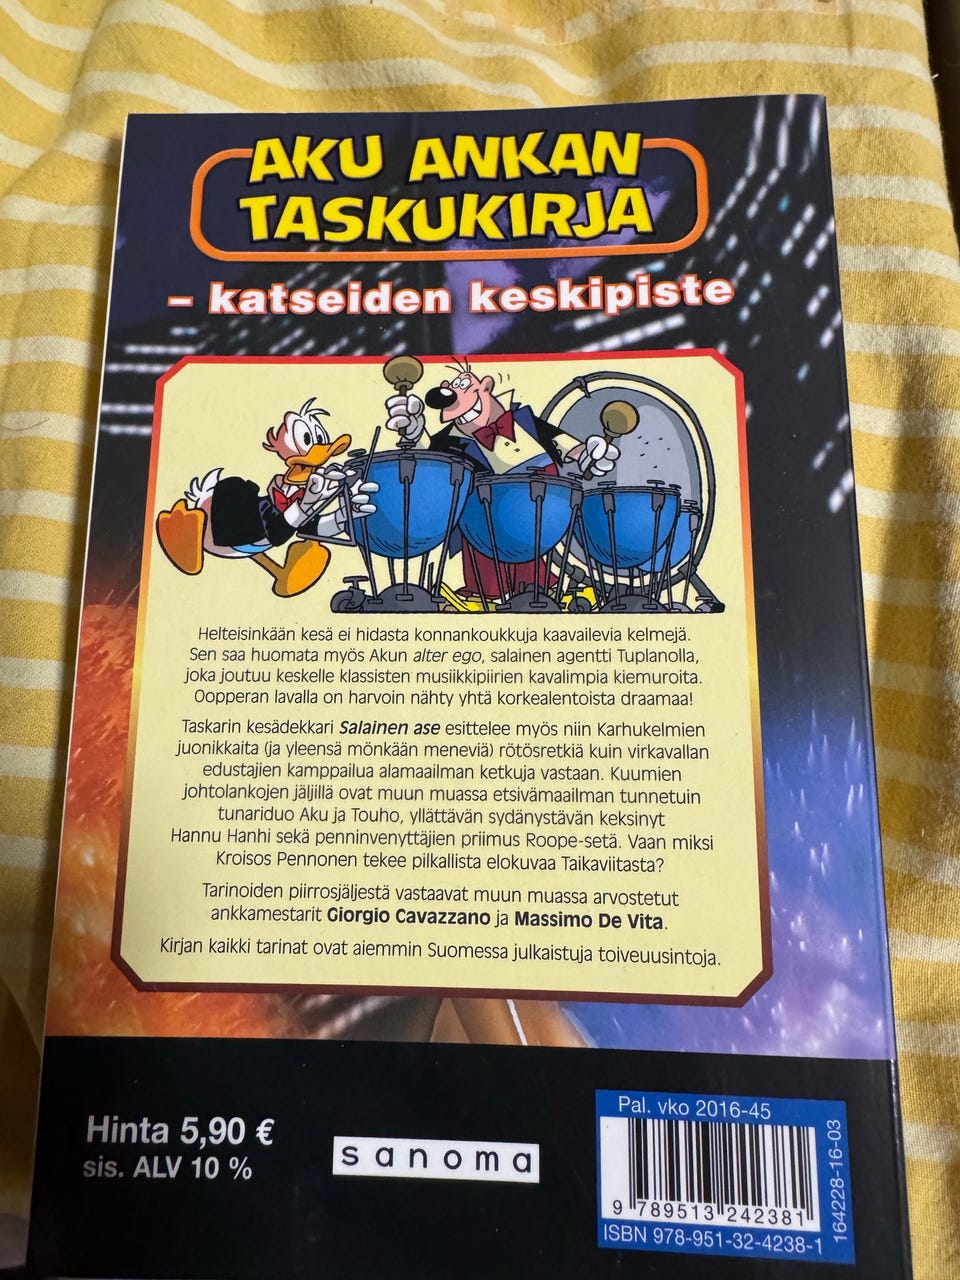 AKU ANKAN
TASKUKIRJA
– katseiden keskipiste
Helteisinkään kesä ei hidasta konnankoukkuja kaavailevia kelmejä.
Sen saa huomata myös Akun alter ego, salainen agentti Tuplanolla,
joka joutuu keskelle klassisten musiikkipiirien kavalimpia kiemuroita.
Oopperan lavalla on harvoin nähty yhtä korkealentoista draamaa!
Taskarin kesädekkari Salainen ase esittelee myös niin Karhukelmien
juonikkaita (ja yleensä mönkään meneviä) rötösretkiä kuin virkavallan
edustajien kamppailua alamaailman ketkuja vastaan. Kuumien
johtolankojen jäljillä ovat muun muassa etsivämaailman tunnetuin
tunariduo Aku ja Touho, yllättävän sydänystävän keksinyt
Hannu Hanhi sekä penninvenyttäjien priimus Roope-setä. Vaan miksi
Kroisos Pennonen tekee pilkallista elokuvaa Taikaviitasta?
Tarinoiden piirrosjäljestä vastaavat muun muassa arvostetut
ankkamestarit Giorgio Cavazzano ja Massimo De Vita.
Kirjan kaikki tarinat ovat aiemmin Suomessa julkaistuja toiveuusintoja.
Hinta 5,90 €
sis. ALV 10 %
sanoma
Pal. vko 2016-45
9 789513 242381
ISBN 978-951-32-4238-1
164228-16-03